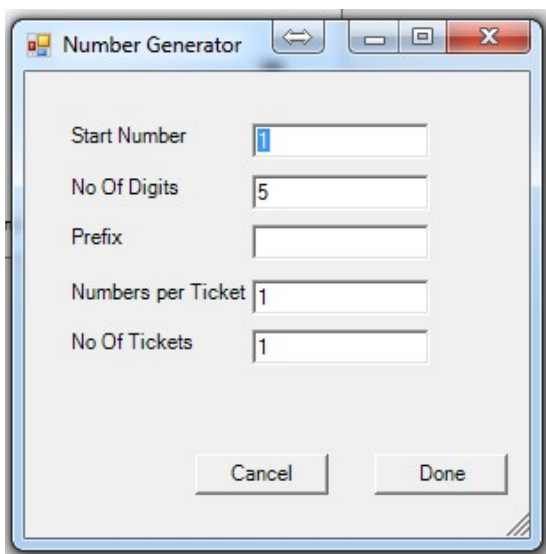 Number Generator
Start Number 1
No Of Digits 5
Prefix
Numbers per Ticket 1
No Of Tickets 1
Cancel Done